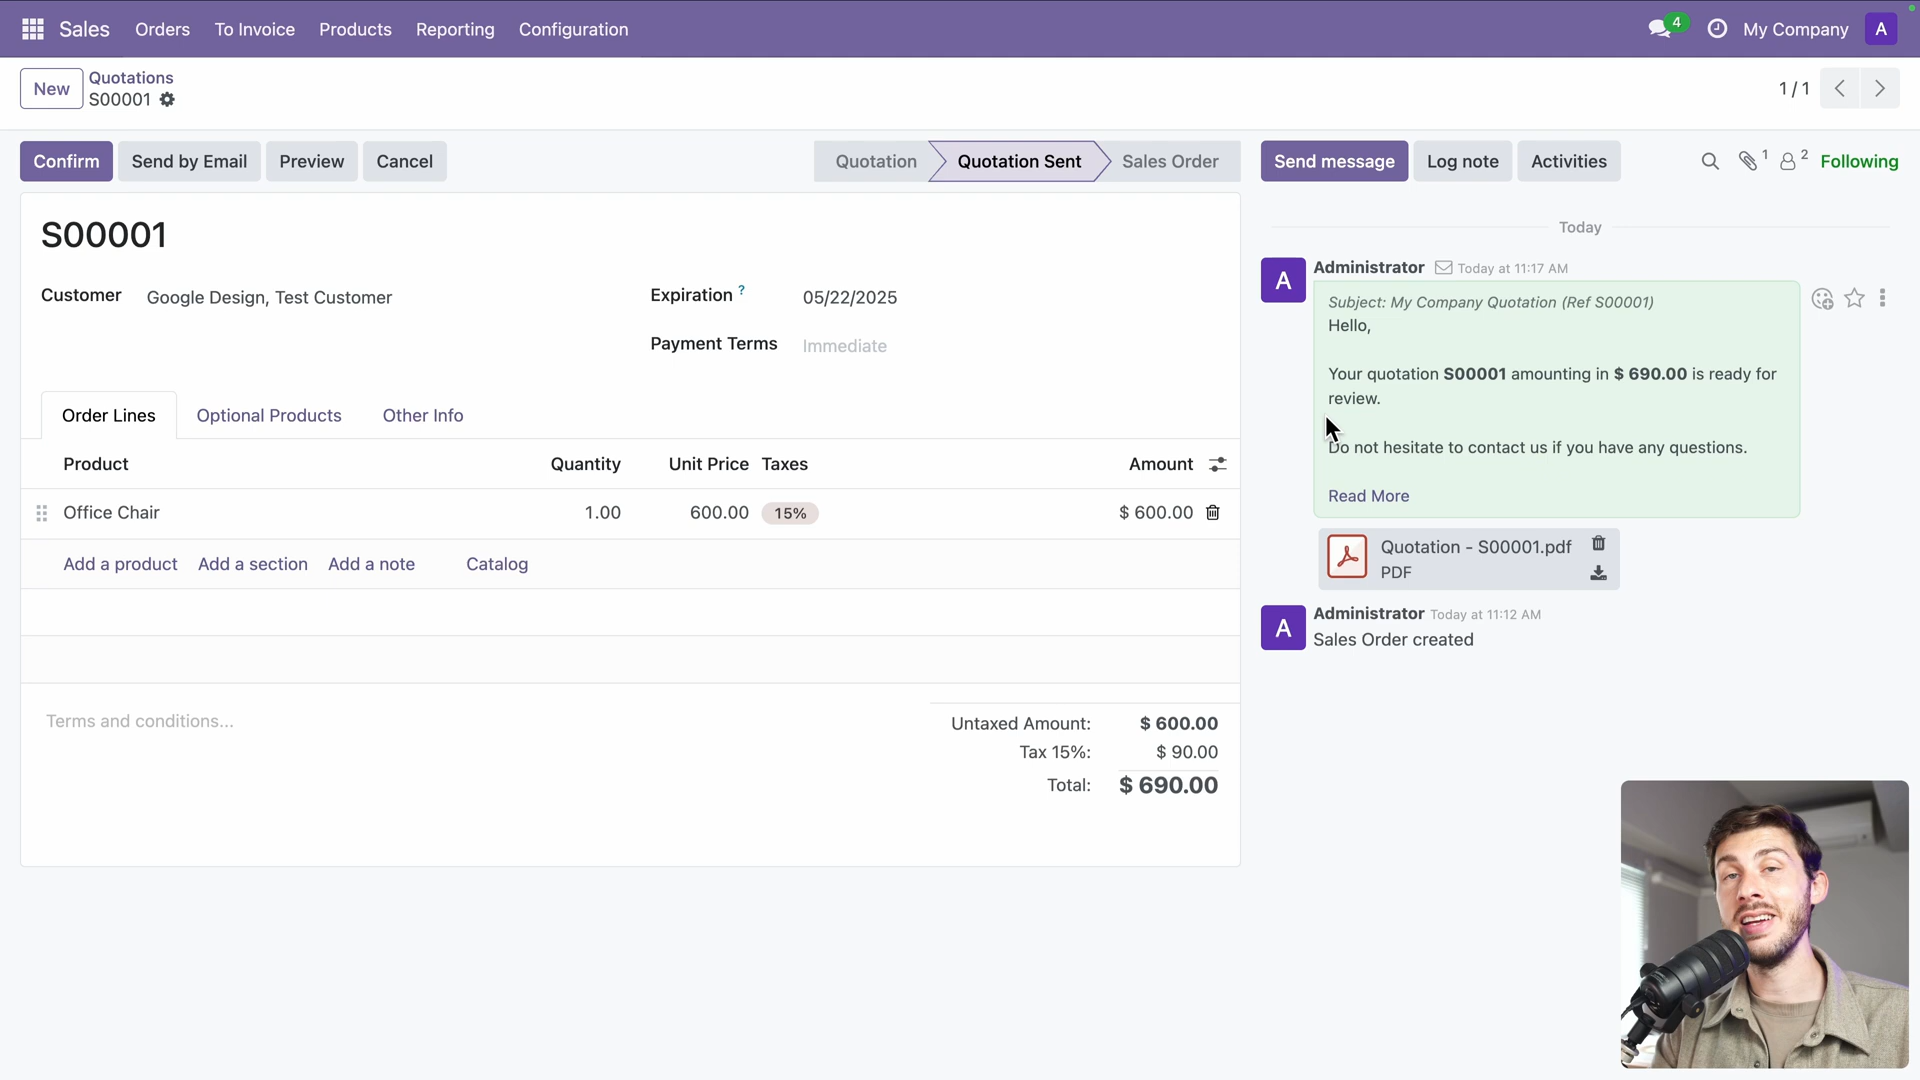 Sales Orders To Invoice Products Reporting Configuration 4 My Company A
New Quotations 1 / 1
S00001
Confirm Send by Email Preview Cancel Quotation Quotation Sent Sales Order Send message Log note Activities 1 2 Following
S00001
Customer Google Design, Test Customer
Expiration ? 05/22/2025
Payment Terms Immediate
Order Lines Optional Products Other Info
Product Quantity Unit Price Taxes Amount
Office Chair 1.00 600.00 15% $ 600.00
Add a product Add a section Add a note Catalog
Terms and conditions...
Untaxed Amount: $ 600.00
Tax 15%: $ 90.00
Total: $ 690.00
Today
A Administrator Today at 11:17 AM
Subject: My Company Quotation (Ref S00001)
Hello,
Your quotation S00001 amounting in $ 690.00 is ready for
review.
Do not hesitate to contact us if you have any questions.
Read More
Quotation - S00001.pdf
PDF
A Administrator Today at 11:12 AM
Sales Order created